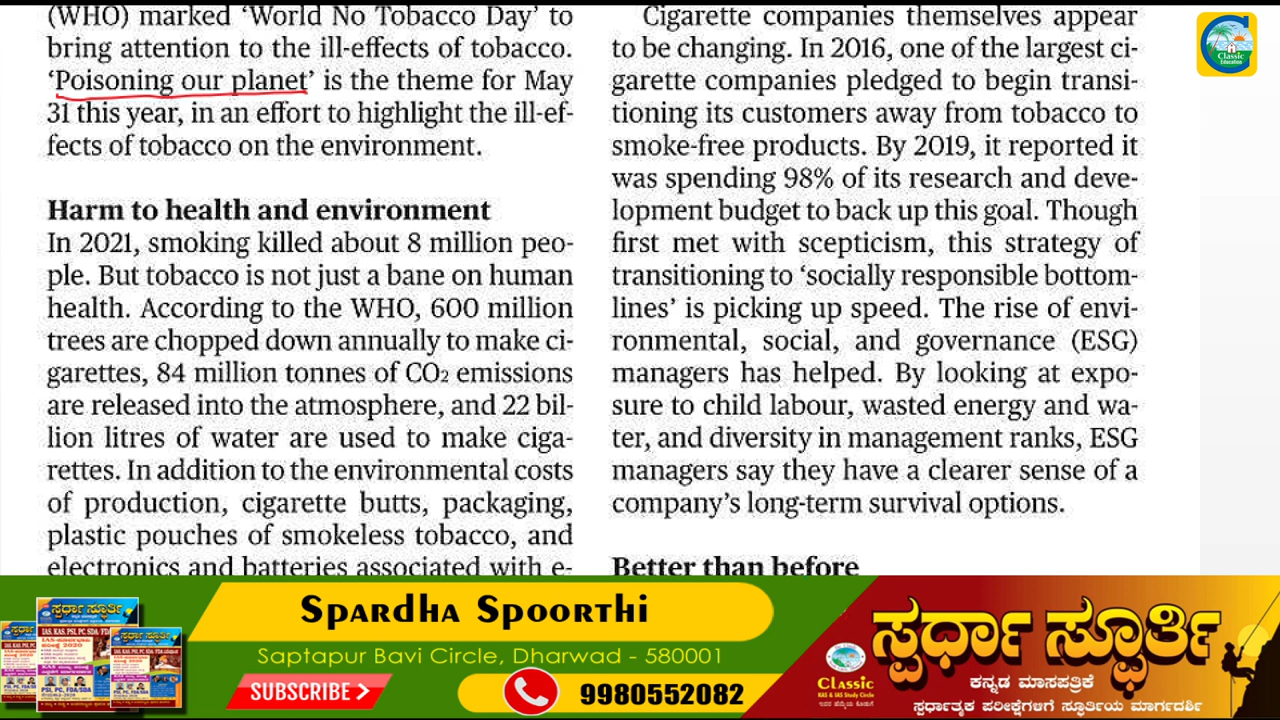 (WHO) marked ‘World No Tobacco Day’ to
bring attention to the ill-effects of tobacco.
‘Poisoning our planet’ is the theme for May
31 this year, in an effort to highlight the ill-ef-
fects of tobacco on the environment.
Harm to health and environment
In 2021, smoking killed about 8 million peo-
ple. But tobacco is not just a bane on human
health. According to the WHO, 600 million
trees are chopped down annually to make ci-
garettes, 84 million tonnes of CO2 emissions
are released into the atmosphere, and 22 bil-
lion litres of water are used to make ciga-
rettes. In addition to the environmental costs
of production, cigarette butts, packaging,
plastic pouches of smokeless tobacco, and
electronics and batteries associated with e-
Cigarette companies themselves appear
to be changing. In 2016, one of the largest ci-
garette companies pledged to begin transi-
tioning its customers away from tobacco to
smoke-free products. By 2019, it reported it
was spending 98% of its research and deve-
lopment budget to back up this goal. Though
first met with scepticism, this strategy of
transitioning to ‘socially responsible bottom-
lines’ is picking up speed. The rise of envi-
ronmental, social, and governance (ESG)
managers has helped. By looking at expo-
sure to child labour, wasted energy and wa-
ter, and diversity in management ranks, ESG
managers say they have a clearer sense of a
company’s long-term survival options.
Better than before
Classic
Education
Spardha Spoorthi
Saptapur Bavi Circle, Dharwad - 580001
SUBSCRIBE
9980552082
ಸ್ಪರ್ಧಾ ಸ್ಫೂರ್ತಿ
ಕನ್ನಡ ಮಾಸಪತ್ರಿಕೆ
ಸ್ಪರ್ಧಾತ್ಮಕ ಪರೀಕ್ಷೆಗಳಿಗೆ ಸ್ಫೂರ್ತಿಯ ಮಾರ್ಗದರ್ಶಿ
Classic
KAS & IAS Study Circle
ಸ್ಪರ್ಧಾ ಸ್ಫೂರ್ತಿ